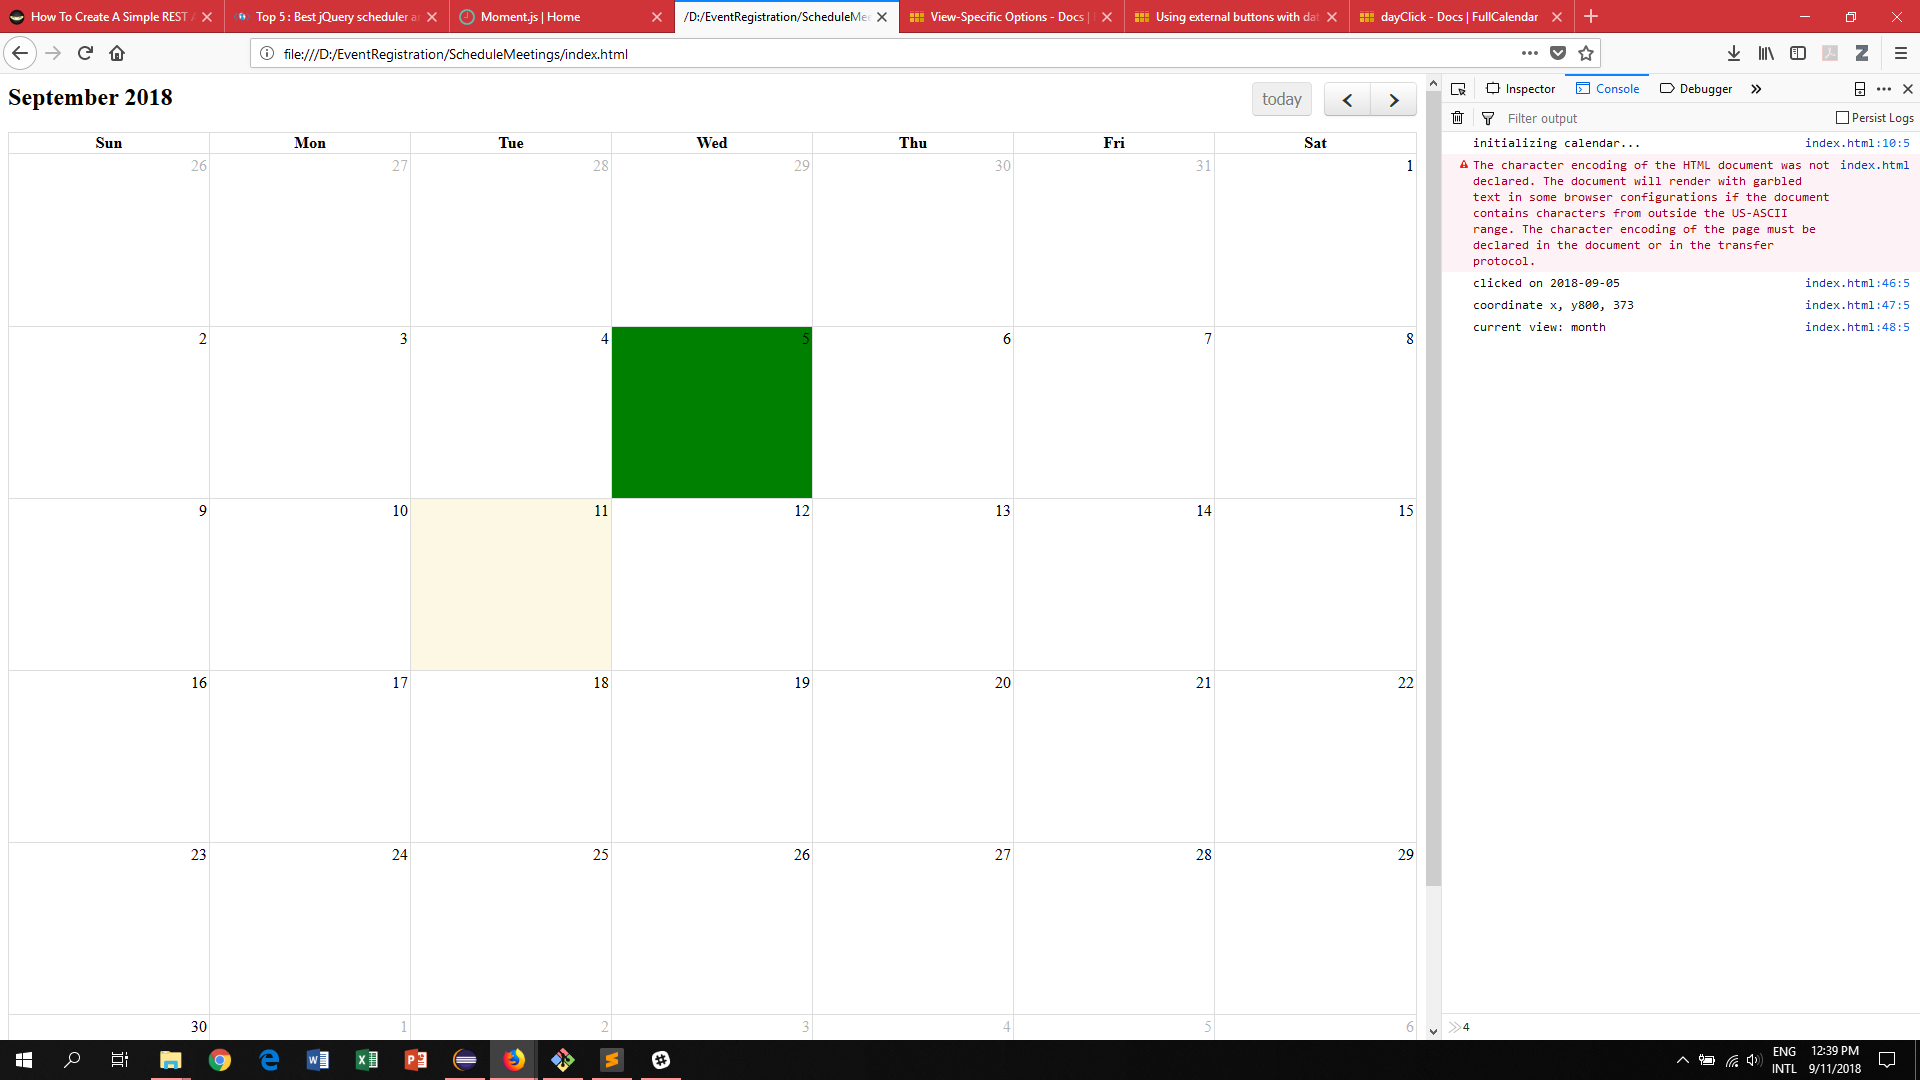 How To Create A Simple REST A
Top 5 : Best jQuery scheduler a
Moment.js | Home
/D:/EventRegistration/ScheduleMee
View-Specific Options - Docs |
Using external buttons with dat
dayClick - Docs | FullCalendar
file:///D:/EventRegistration/ScheduleMeetings/index.html
September 2018
today
Sun Mon Tue Wed Thu Fri Sat
26 27 28 29 30 31 1
2 3 4 5 6 7 8
9 10 11 12 13 14 15
16 17 18 19 20 21 22
23 24 25 26 27 28 29
30 1 2 3 4 5 6
Inspector Console Debugger
Filter output
Persist Logs
initializing calendar... index.html:10:5
The character encoding of the HTML document was not index.html
declared. The document will render with garbled
text in some browser configurations if the document
contains characters from outside the US-ASCII
range. The character encoding of the page must be
declared in the document or in the transfer
protocol.
clicked on 2018-09-05 index.html:46:5
coordinate x, y800, 373 index.html:47:5
current view: month index.html:48:5
4
ENG
INTL
12:39 PM
9/11/2018